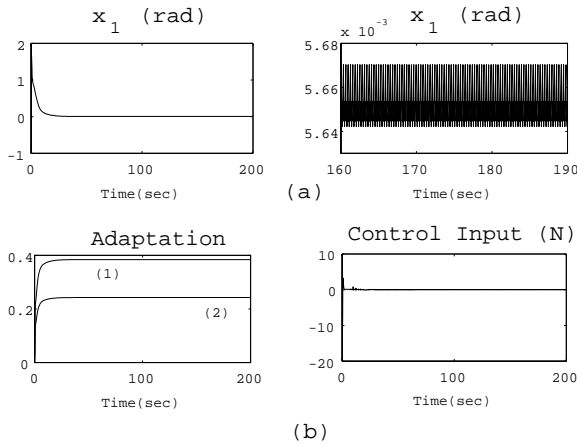 x_1 (rad)
2
1
0
-1
0
100
200
Time(sec)
x_1 (rad)
x 10^-3
5.68
5.66
5.64
160
170
180
190
Time(sec)
(a)
Adaptation
0.4
0.2
0
(1)
(2)
0
100
200
Time(sec)
Control Input (N)
10
0
-10
-20
0
100
200
Time(sec)
(b)